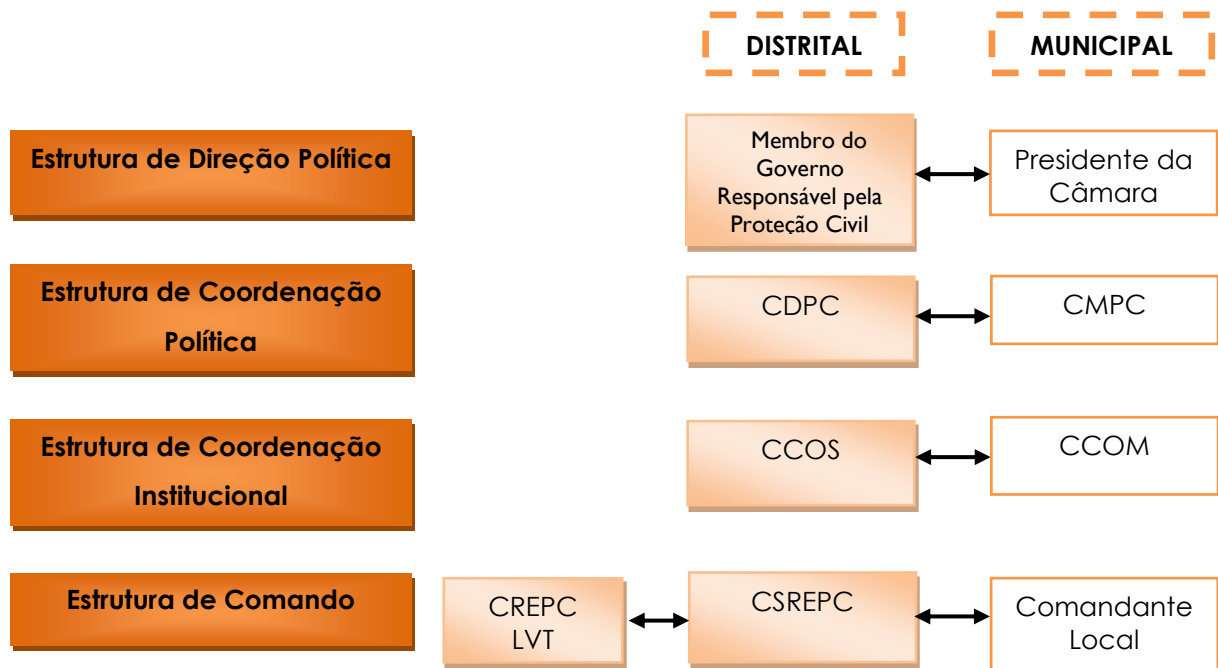 DISTRITAL
MUNICIPAL
Estrutura de Direção Política
Membro do
Governo
Responsável pela
Proteção Civil
Presidente da
Câmara
Estrutura de Coordenação
Política
CDPC
CMPC
Estrutura de Coordenação
Institucional
CCOS
CCOM
Estrutura de Comando
CREPC
LVT
CSREPC
Comandante
Local